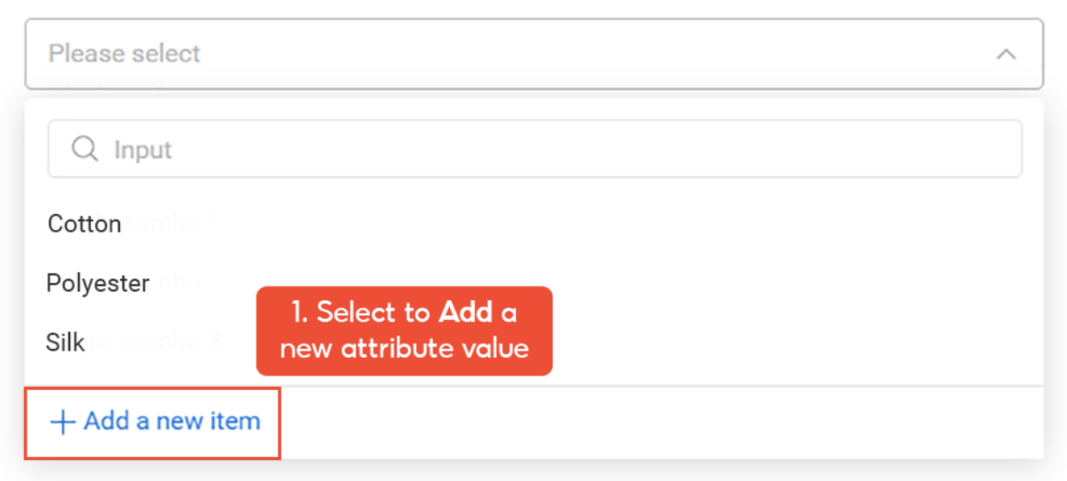 Please select
Input
Cotton
Polyester
Silk
1. Select to Add a
new attribute value
+ Add a new item